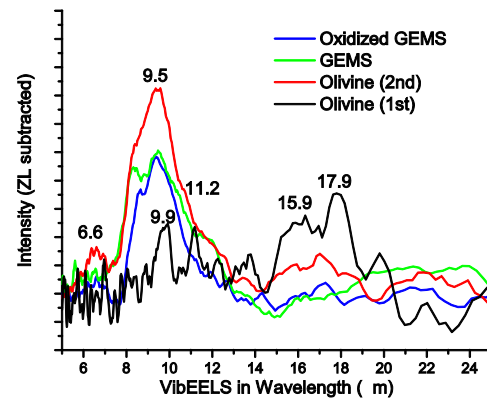 Oxidized GEMS
GEMS
Olivine (2nd)
Olivine (1st)
9.5
11.2
17.9
15.9
6.6
9.9
Intensity (ZL subtracted)
6 8 10 12 14 16 18 20 22 24
VibEELS in Wavelength ( m)